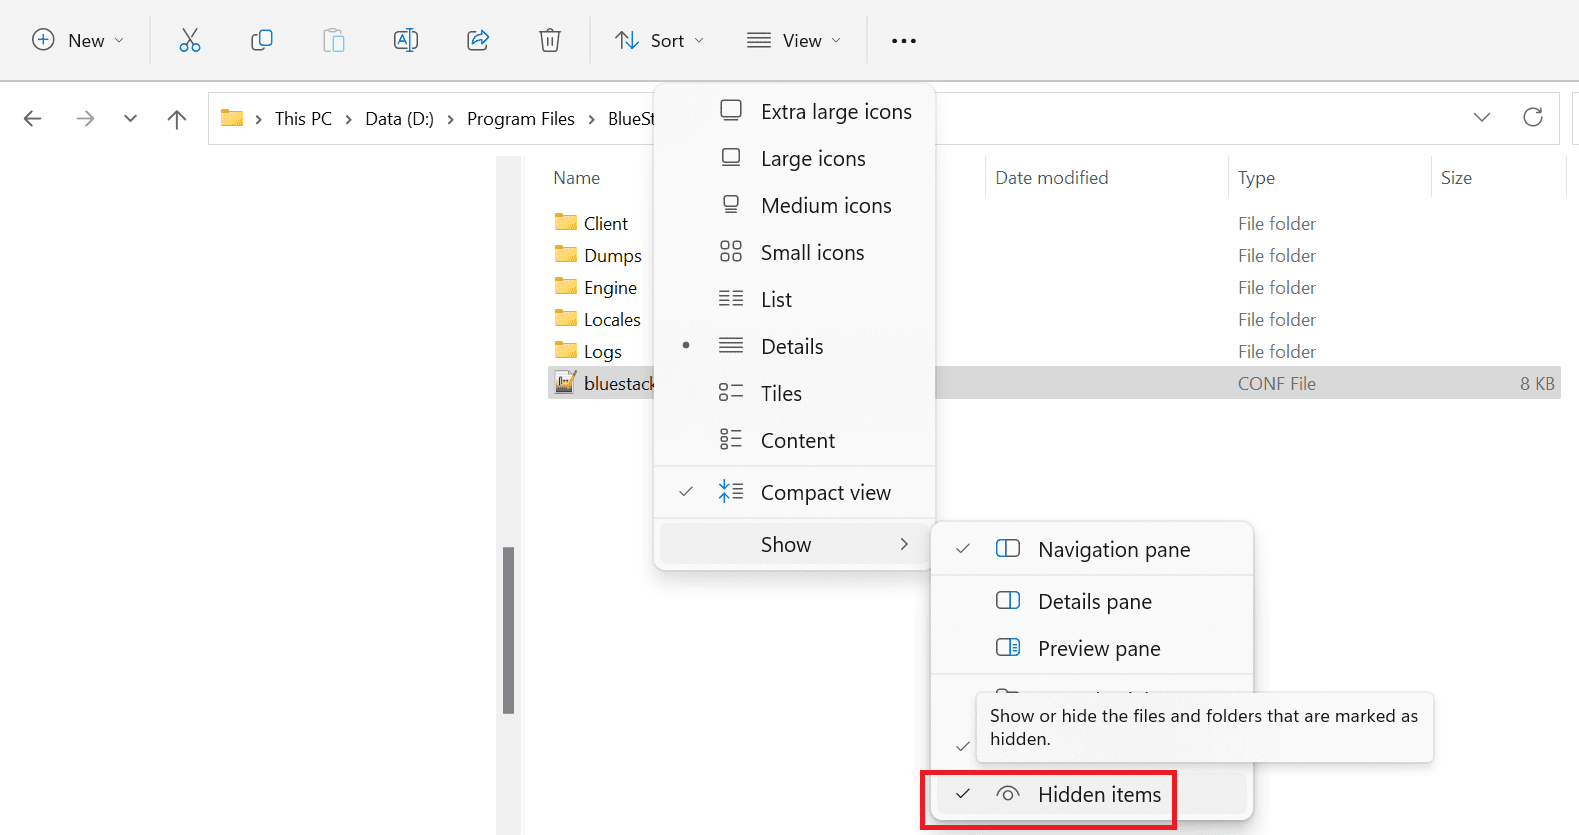 New
Sort
View
This PC
Data (D:)
Program Files
Name
Date modified
Type
Size
Client
File folder
Dumps
File folder
Engine
File folder
Locales
File folder
Logs
File folder
CONF File
8 KB
Extra large icons
Large icons
Medium icons
Small icons
List
Details
Tiles
Content
Compact view
Show
Navigation pane
Details pane
Preview pane
Show or hide the files and folders that are marked as
hidden.
Hidden items